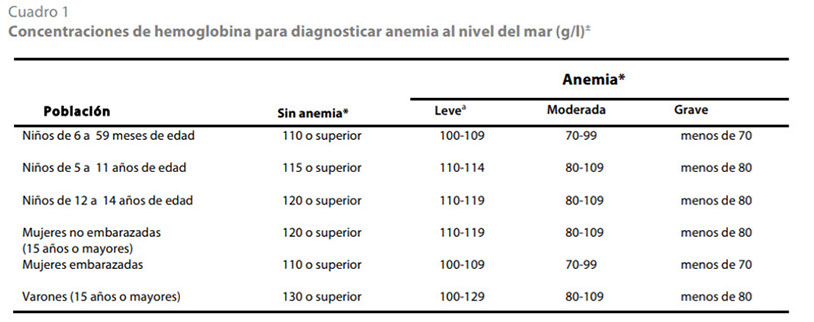 Cuadro 1
Concentraciones de hemoglobina para diagnosticar anemia al nivel del mar (g/l)±
Anemia*
Población Sin anemia* Leveª Moderada Grave
Niños de 6 a 59 meses de edad 110 o superior 100-109 70-99 menos de 70
Niños de 5 a 11 años de edad 115 o superior 110-114 80-109 menos de 80
Niños de 12 a 14 años de edad 120 o superior 110-119 80-109 menos de 80
Mujeres no embarazadas 120 o superior 110-119 80-109 menos de 80
(15 años o mayores)
Mujeres embarazadas 110 o superior 100-109 70-99 menos de 70
Varones (15 años o mayores) 130 o superior 100-129 80-109 menos de 80